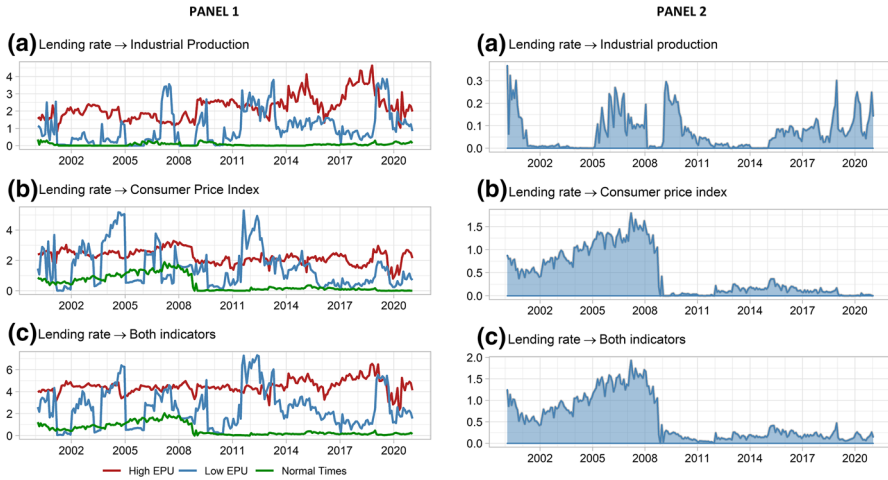 PANEL 1
(a) Lending rate → Industrial Production
4
3
2
1
0
2002 2005 2008 2011 2014 2017 2020
(b) Lending rate → Consumer Price Index
4
2
0
2002 2005 2008 2011 2014 2017 2020
(c) Lending rate → Both indicators
6
4
2
0
2002 2005 2008 2011 2014 2017 2020
High EPU Low EPU Normal Times
PANEL 2
(a) Lending rate → Industrial production
0.3
0.2
0.1
0.0
2002 2005 2008 2011 2014 2017 2020
(b) Lending rate → Consumer price index
1.5
1.0
0.5
0.0
2002 2005 2008 2011 2014 2017 2020
(c) Lending rate → Both indicators
2.0
1.5
1.0
0.5
0.0
2002 2005 2008 2011 2014 2017 2020